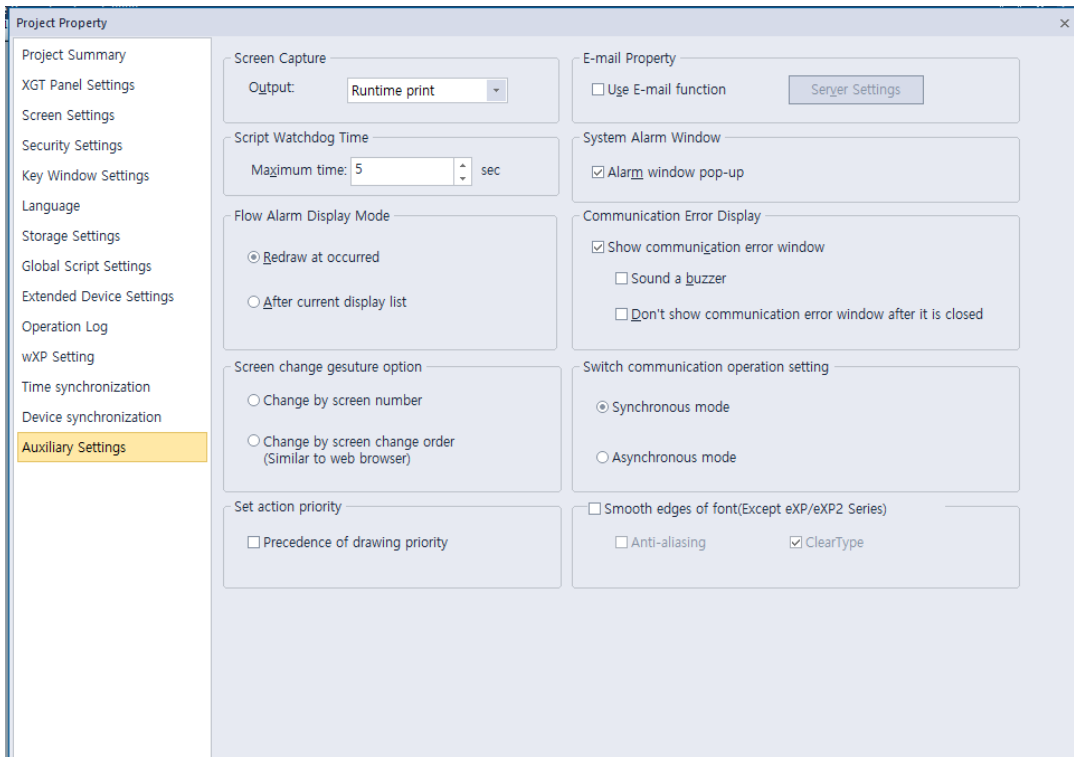 Project Property
Project Summary
XGT Panel Settings
Screen Settings
Security Settings
Key Window Settings
Language
Storage Settings
Global Script Settings
Extended Device Settings
Operation Log
wXP Setting
Time synchronization
Device synchronization
Auxiliary Settings
Screen Capture
Output: Runtime print
Script Watchdog Time
Maximum time: 5 sec
Flow Alarm Display Mode
Redraw at occurred
After current display list
Screen change gesuture option
Change by screen number
Change by screen change order
(Similar to web browser)
Set action priority
Precedence of drawing priority
E-mail Property
Use E-mail function Server Settings
System Alarm Window
Alarm window pop-up
Communication Error Display
Show communication error window
Sound a buzzer
Don't show communication error window after it is closed
Switch communication operation setting
Synchronous mode
Asynchronous mode
Smooth edges of font(Except eXP/eXP2 Series)
Anti-aliasing ClearType